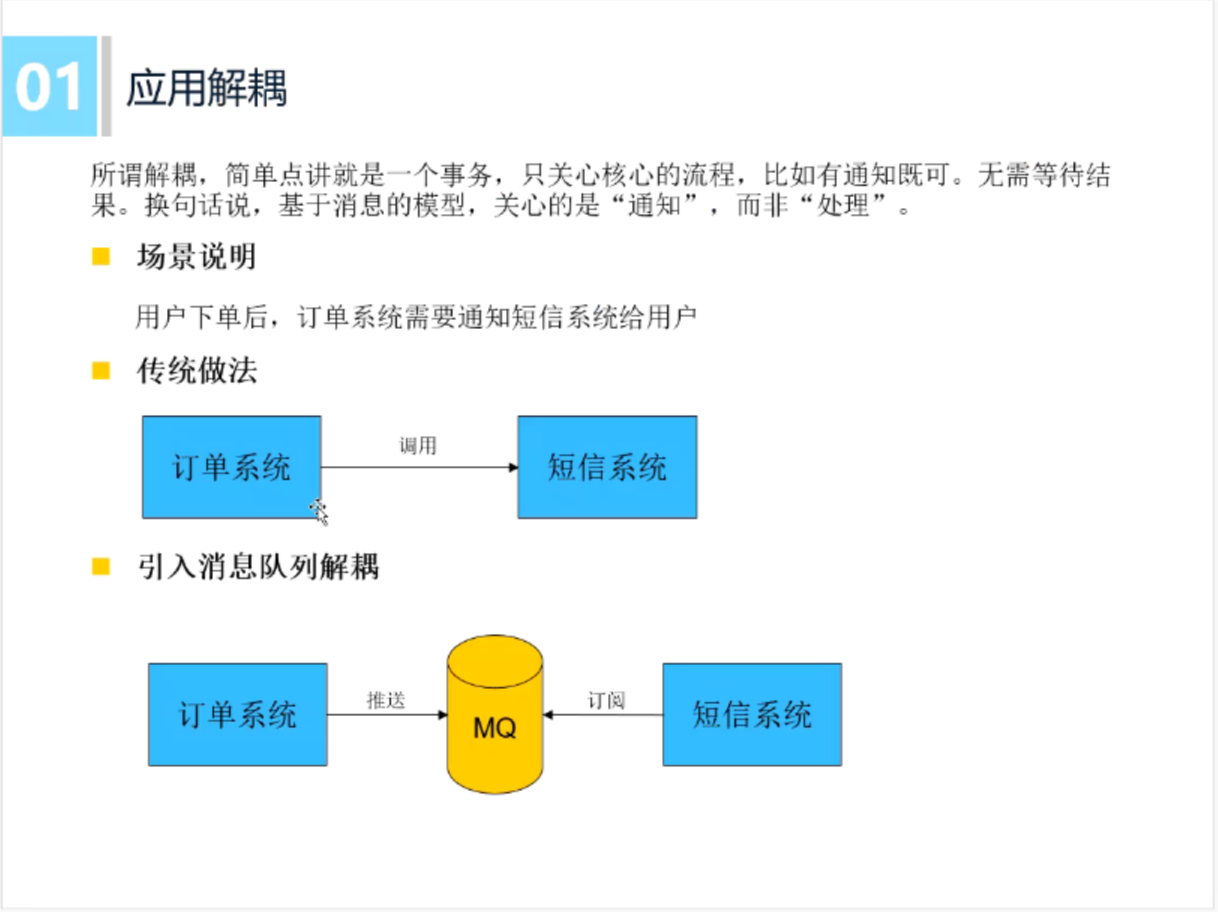 01 应用解耦
所谓解耦，简单点讲就是一个事务，只关心核心的流程，比如有通知既可。无需等待结
果。换句话说，基于消息的模型，关心的是“通知”，而非“处理”。
场景说明
用户下单后，订单系统需要通知短信系统给用户
传统做法
订单系统 调用 短信系统
引入消息队列解耦
订单系统 推送 MQ 订阅 短信系统